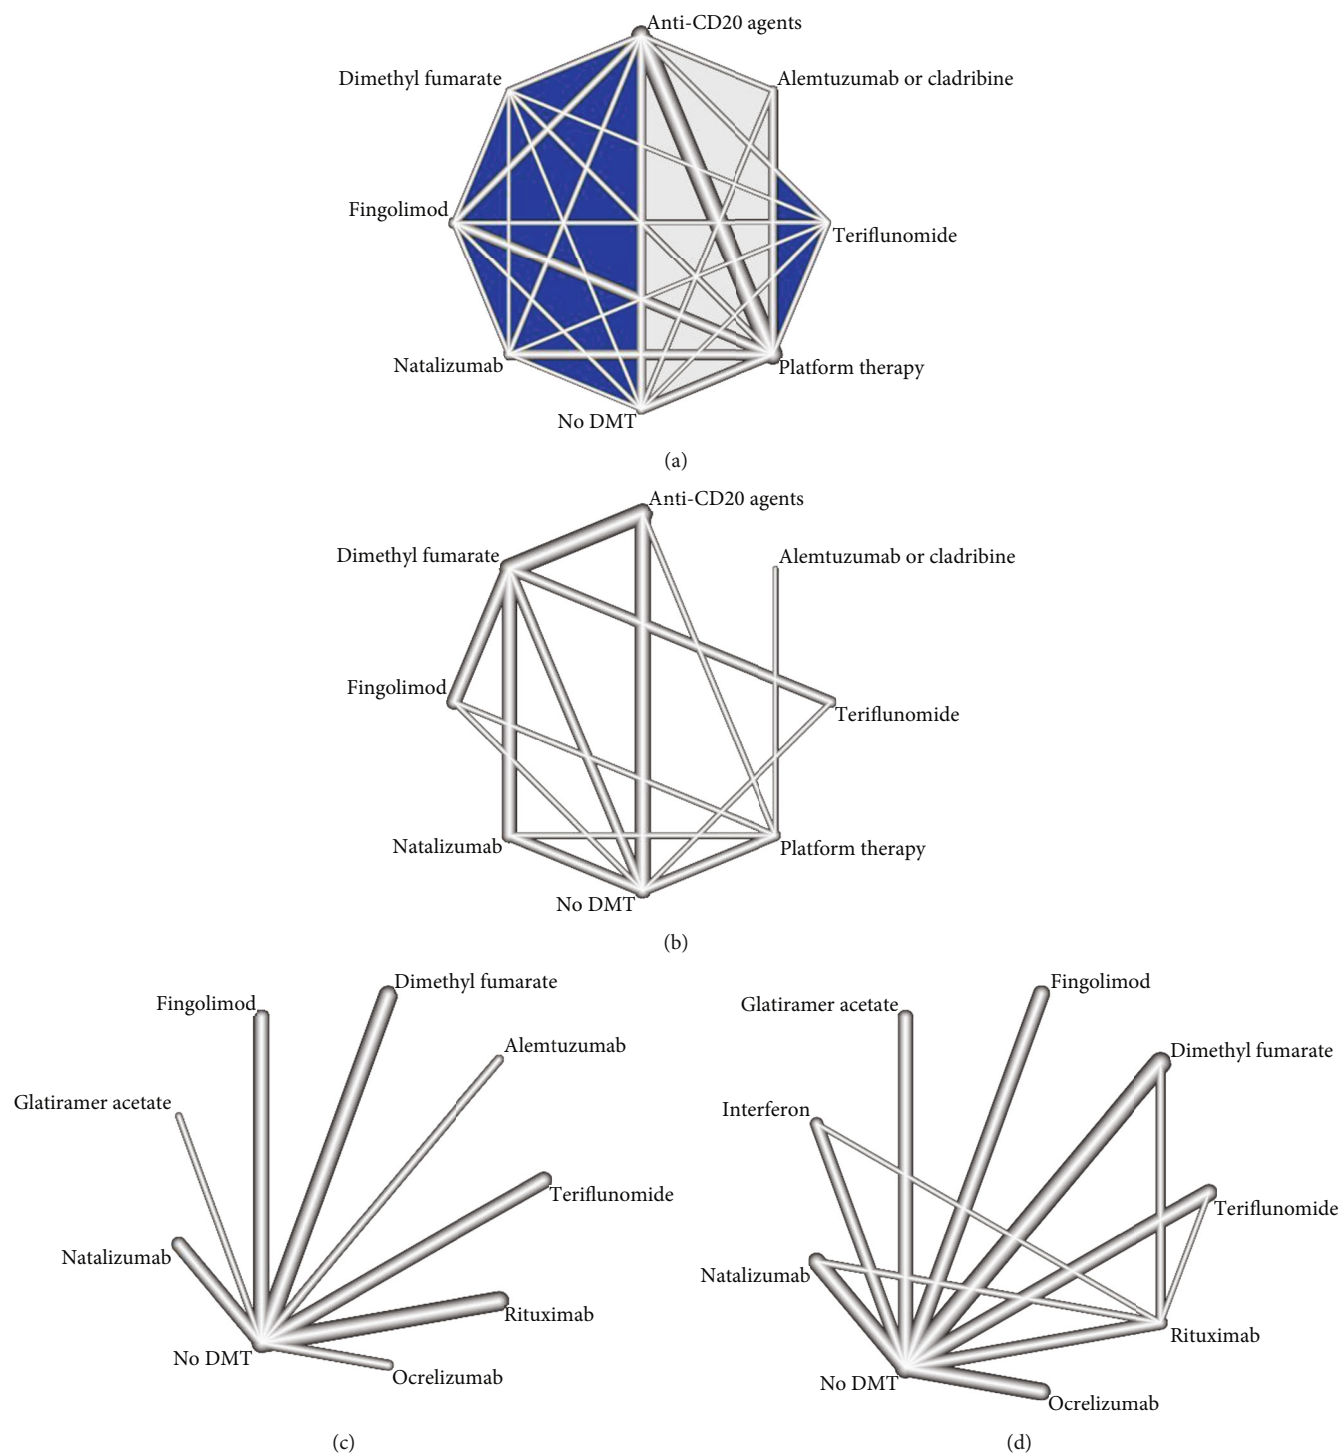 Anti-CD20 agents
Dimethyl fumarate
Alemtuzumab or cladribine
Fingolimod
Teriflunomide
Natalizumab
Platform therapy
No DMT
(a)
Anti-CD20 agents
Dimethyl fumarate
Alemtuzumab or cladribine
Fingolimod
Teriflunomide
Natalizumab
Platform therapy
No DMT
(b)
Dimethyl fumarate
Fingolimod
Alemtuzumab
Glatiramer acetate
Teriflunomide
Natalizumab
Rituximab
No DMT
Ocrelizumab
(c)
Fingolimod
Glatiramer acetate
Dimethyl fumarate
Interferon
Teriflunomide
Natalizumab
Rituximab
No DMT
Ocrelizumab
(d)